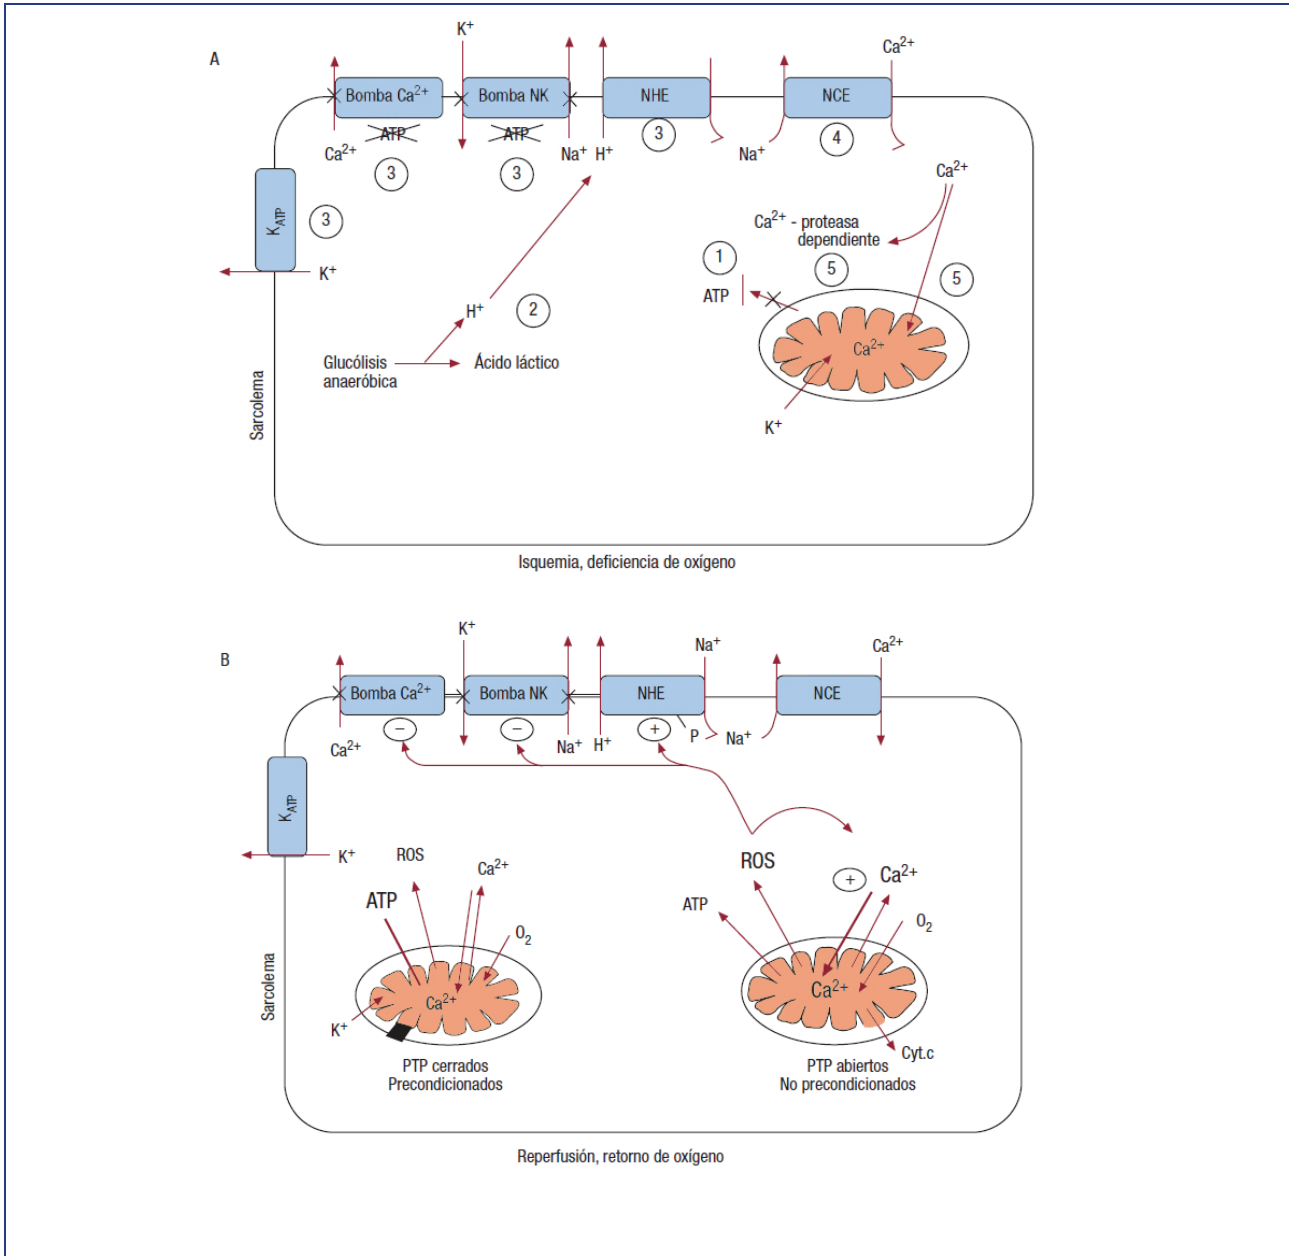 A
K+
Ca2+
Bomba Ca2+
Bomba NK
NHE
NCE
ATP
ATP
Ca2+
Na+
H+
3
Na+
4
3
3
Ca2+
KATP
3
K+
Ca2+ - proteasa
dependiente
1
5
5
ATP
H+
2
Ca2+
Glucólisis
anaeróbica
Ácido láctico
K+
Sarcolema
Isquemia, deficiencia de oxígeno
B
K+
Na+
Ca2+
Bomba Ca2+
Bomba NK
NHE
NCE
−
−
+
P
Ca2+
Na+
H+
Na+
KATP
K+
ROS
Ca2+
ATP
O2
Ca2+
K+
PTP cerrados
Precondicionados
ROS
+
Ca2+
ATP
O2
Ca2+
Cyt.c
PTP abiertos
No precondicionados
Sarcolema
Reperfusión, retorno de oxígeno